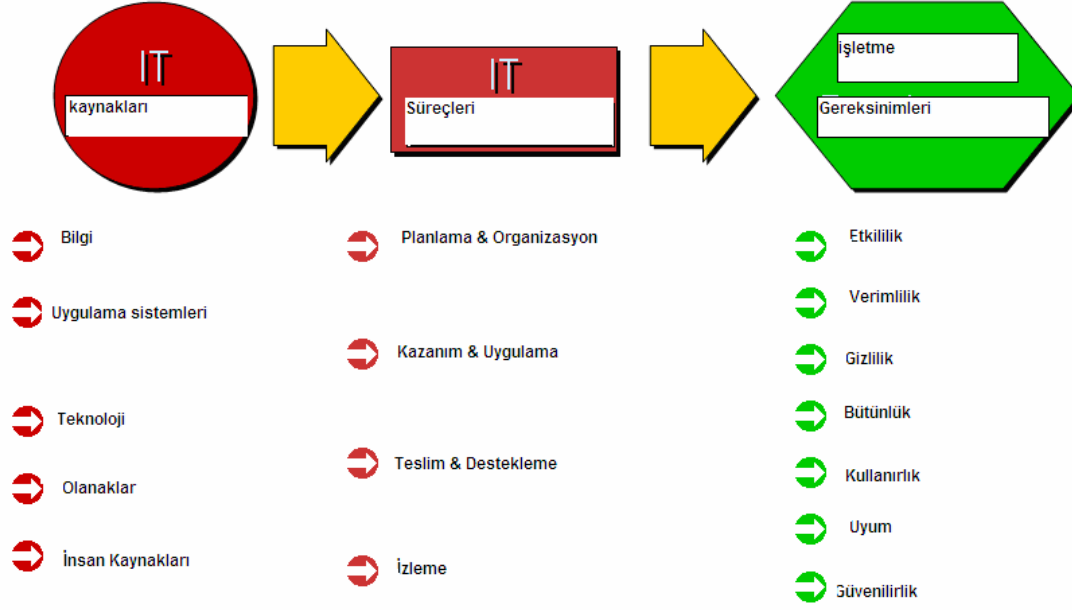 IT
kaynakları
IT
Süreçleri
işletme
Gereksinimleri
Bilgi
Uygulama sistemleri
Teknoloji
Olanaklar
İnsan Kaynakları
Planlama & Organizasyon
Kazanım & Uygulama
Teslim & Destekleme
İzleme
Etkililik
Verimlilik
Gizlilik
Bütünlük
Kullanırlık
Uyum
Güvenilirlik